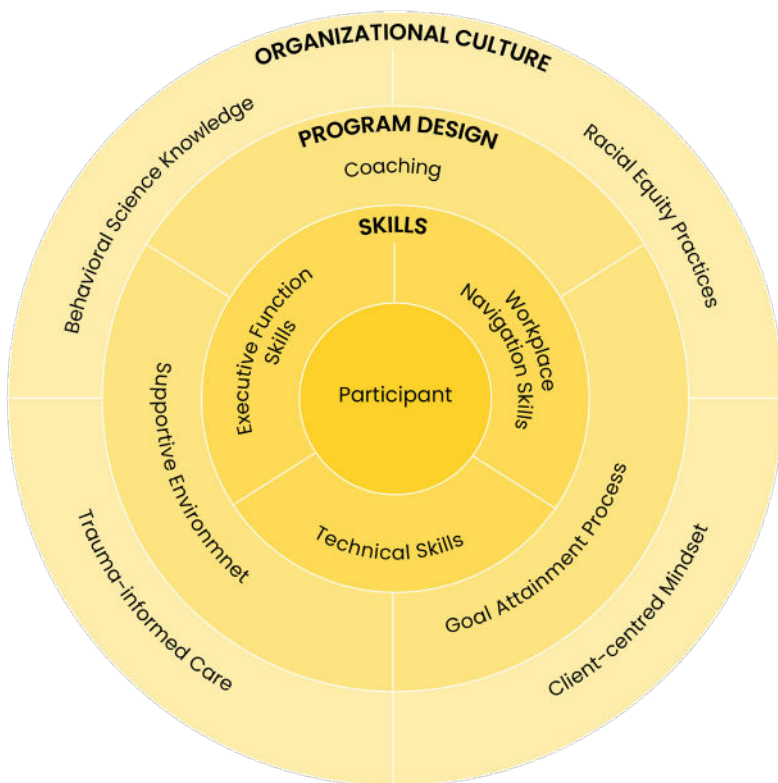 ORGANIZATIONAL CULTURE
Behavioral Science Knowledge
Racial Equity Practices
PROGRAM DESIGN
Coaching
SKILLS
Executive Function
Skills
Workplace
Navigation Skills
Participant
Supportive Environmnet
Technical Skills
Goal Attainment Process
Trauma-informed Care
Client-centred Mindset